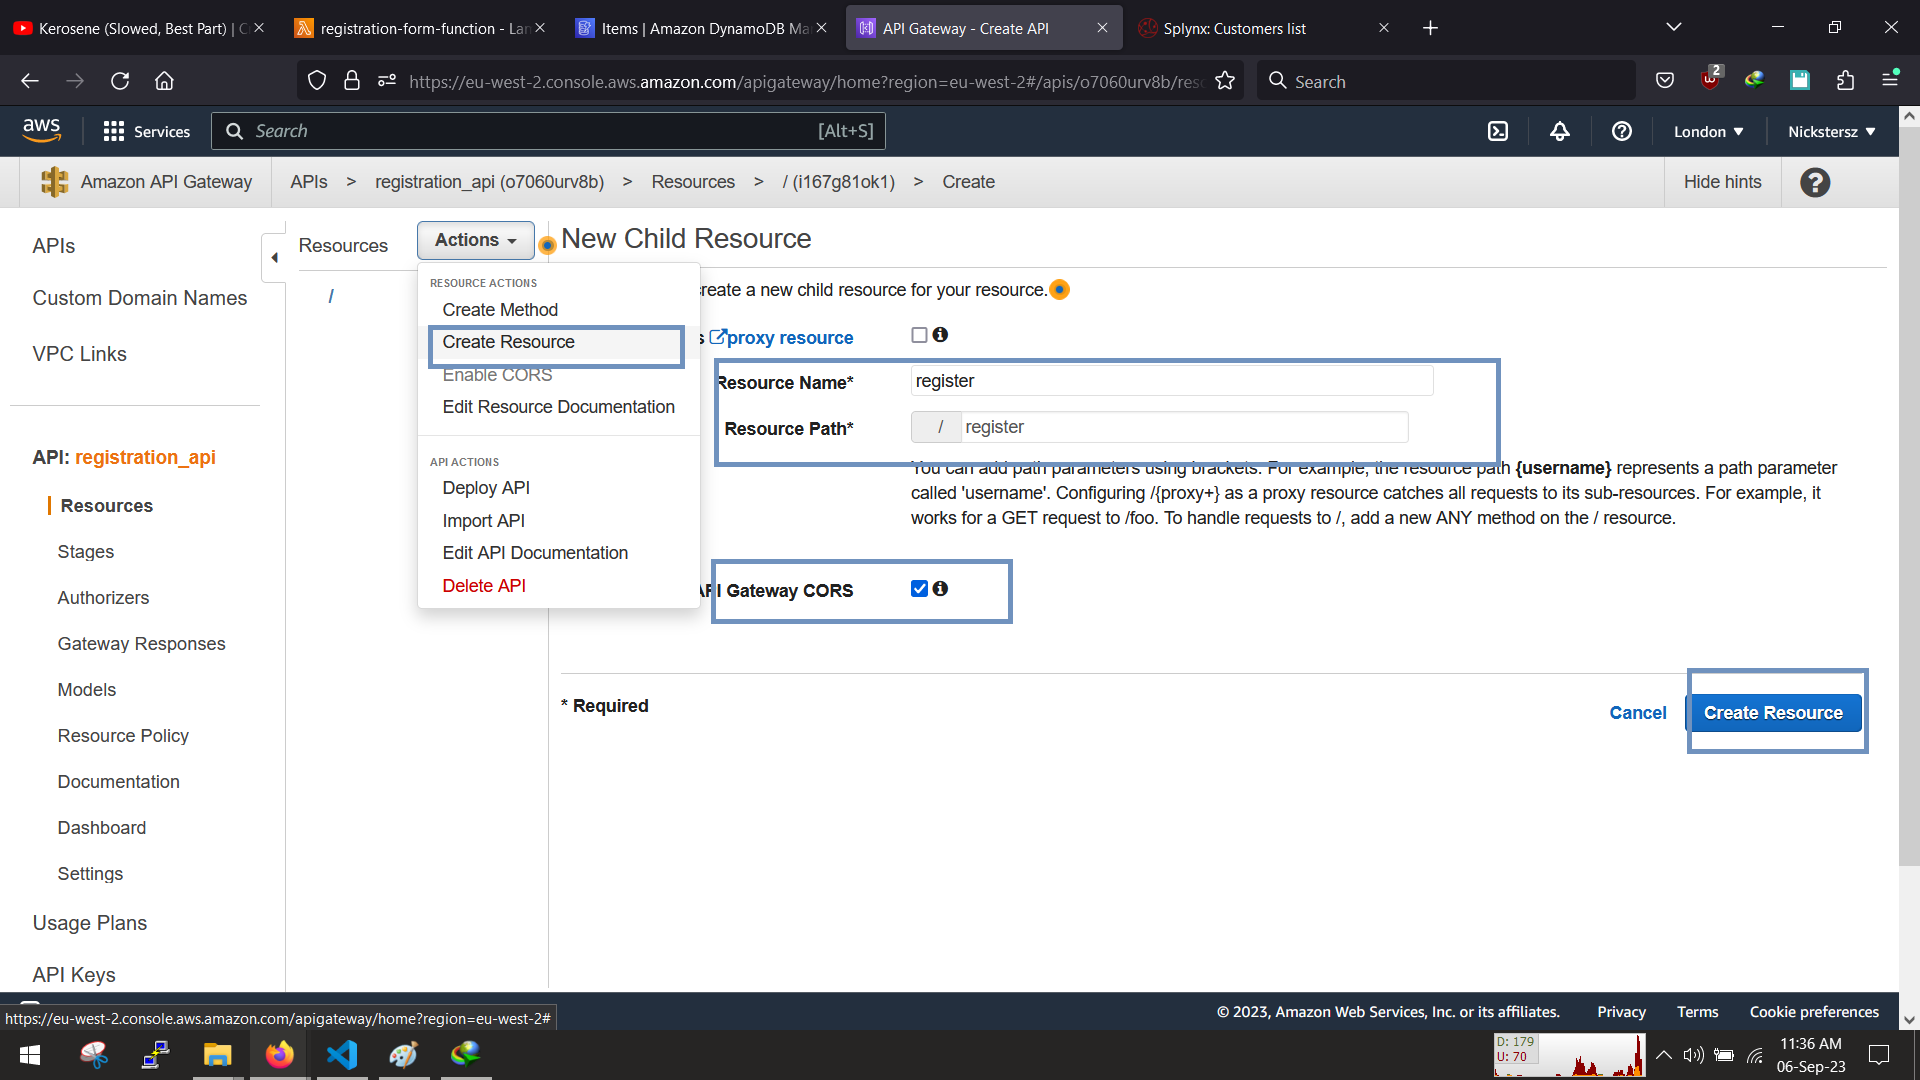 Kerosene (Slowed, Best Part) | C
registration-form-function - Lan
Items | Amazon DynamoDB Ma
API Gateway - Create API
Splynx: Customers list
https://eu-west-2.console.aws.amazon.com/apigateway/home?region=eu-west-2#/apis/o7060urv8b/reso
Search
2
aws
Services
Search
[Alt+S]
London ▼
Nickstersz ▼
Amazon API Gateway
APIs > registration_api (o7060urv8b) > Resources > / (i167g81ok1) > Create
Hide hints
?
APIs
Custom Domain Names
VPC Links
API: registration_api
Resources
Stages
Authorizers
Gateway Responses
Models
Resource Policy
Documentation
Dashboard
Settings
Usage Plans
API Keys
Resources
/
Actions
RESOURCE ACTIONS
Create Method
Create Resource
Enable CORS
Edit Resource Documentation
API ACTIONS
Deploy API
Import API
Edit API Documentation
Delete API
New Child Resource
create a new child resource for your resource.
s proxy resource
Resource Name* register
Resource Path* / register
You can add path parameters using brackets. For example, the resource path {username} represents a path parameter
called 'username'. Configuring /{proxy+} as a proxy resource catches all requests to its sub-resources. For example, it
works for a GET request to /foo. To handle requests to /, add a new ANY method on the / resource.
API Gateway CORS
* Required
Cancel
Create Resource
© 2023, Amazon Web Services, Inc. or its affiliates.
Privacy
Terms
Cookie preferences
https://eu-west-2.console.aws.amazon.com/apigateway/home?region=eu-west-2#
D: 179
U: 70
11:36 AM
06-Sep-23